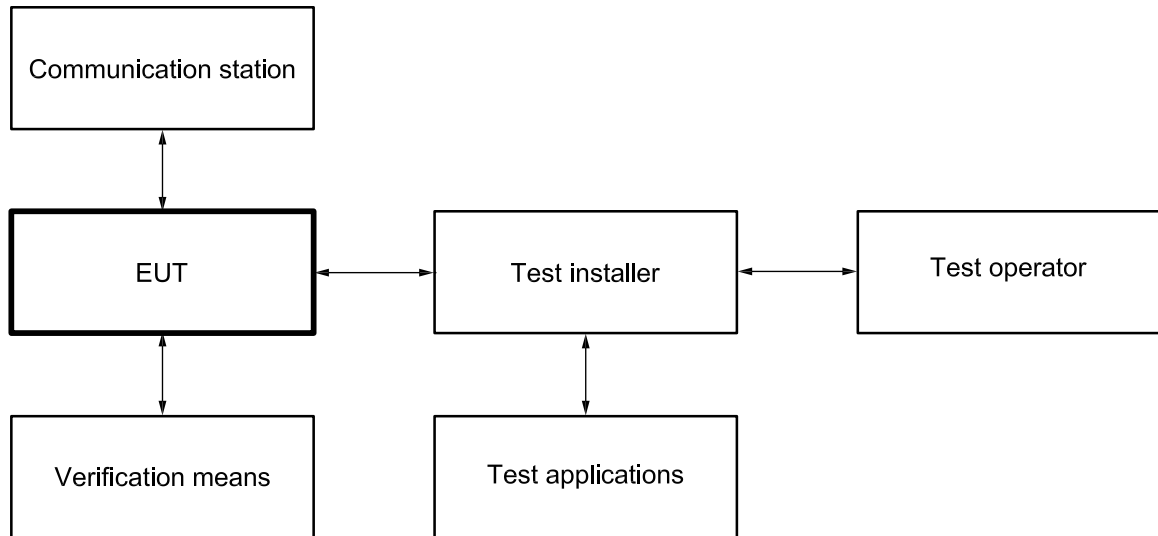 Communication station
EUT
Test installer
Test operator
Verification means
Test applications